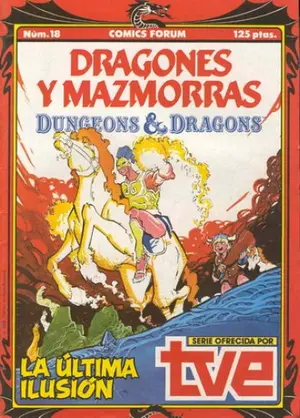 Núm. 18
COMICS FORUM
125 ptas.
DRAGONES
Y MAZMORRAS
DUNGEONS & DRAGONS
LA ÚLTIMA
ILUSIÓN
SERIE OFRECIDA POR
tve